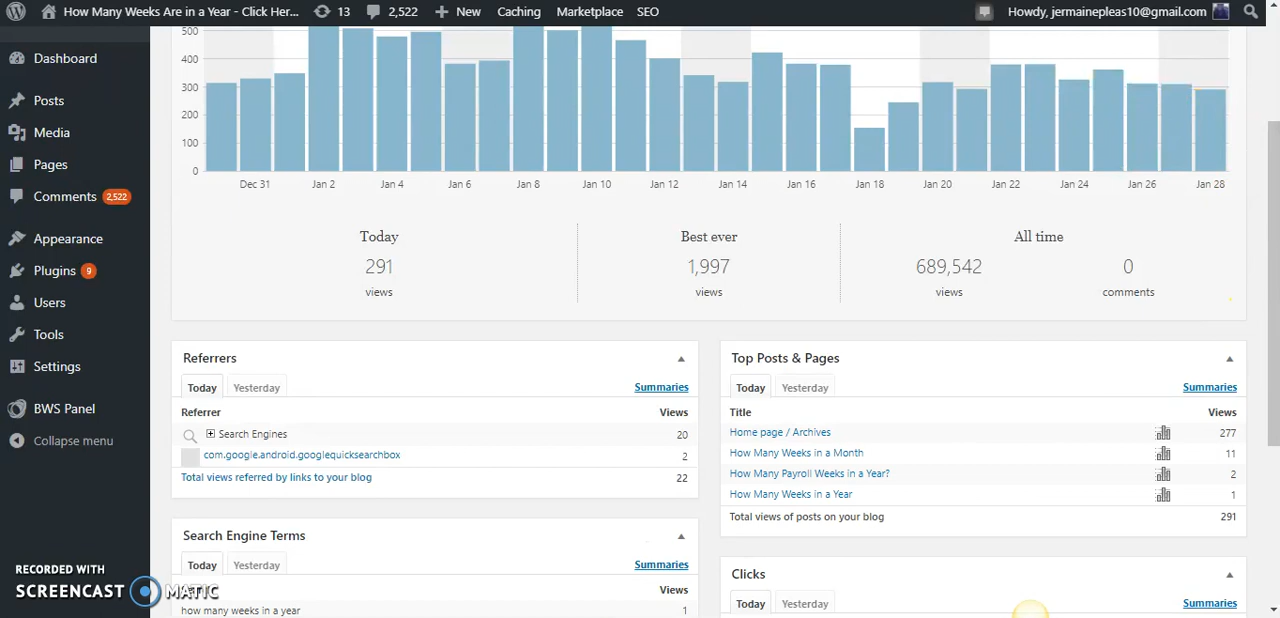 How Many Weeks Are in a Year - Click Her... 13 2,522 New Caching Marketplace SEO Howdy, jermainepleas10@gmail.com
Dashboard
Posts
Media
Pages
Comments 2,522
Appearance
Plugins 9
Users
Tools
Settings
BWS Panel
Collapse menu
RECORDED WITH
SCREENCAST MATIC
500
400
300
200
100
0
Dec 31 Jan 2 Jan 4 Jan 6 Jan 8 Jan 10 Jan 12 Jan 14 Jan 16 Jan 18 Jan 20 Jan 22 Jan 24 Jan 26 Jan 28
Today Best ever All time
291 1,997 689,542 0
views views views comments
Referrers
Today Yesterday Summaries
Referrer Views
Search Engines 20
com.google.android.googlequicksearchbox 2
Total views referred by links to your blog 22
Search Engine Terms
Today Yesterday Summaries
Views
how many weeks in a year 1
Top Posts & Pages
Today Yesterday Summaries
Title Views
Home page / Archives 277
How Many Weeks in a Month 11
How Many Payroll Weeks in a Year? 2
How Many Weeks in a Year 1
Total views of posts on your blog 291
Clicks
Today Yesterday Summaries